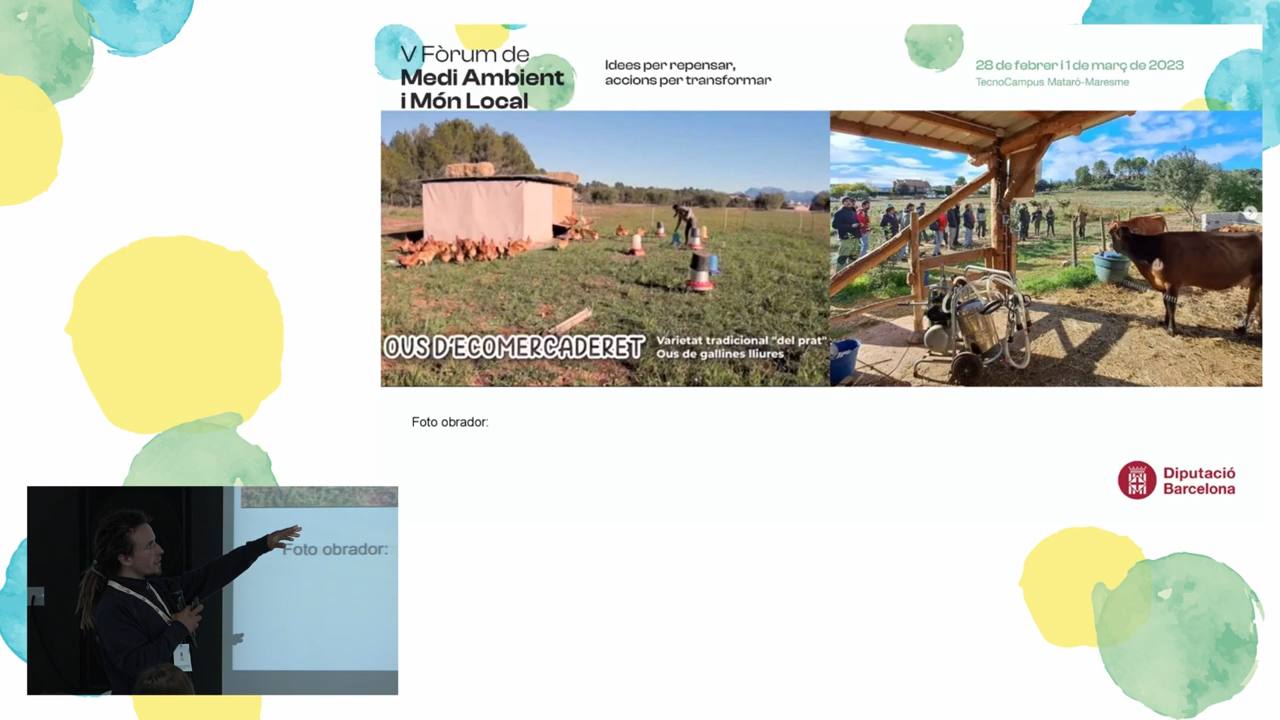 V Fòrum de
Medi Ambient
i Món Local
Idees per repensar,
accions per transformar
28 de febrer i 1 de març de 2023
TecnoCampus Mataró-Maresme
OUS D'ECOMERCADERET
Varietat tradicional "del prat"
Ous de gallines lliures
Foto obrador:
Diputació
Barcelona
Foto obrador: